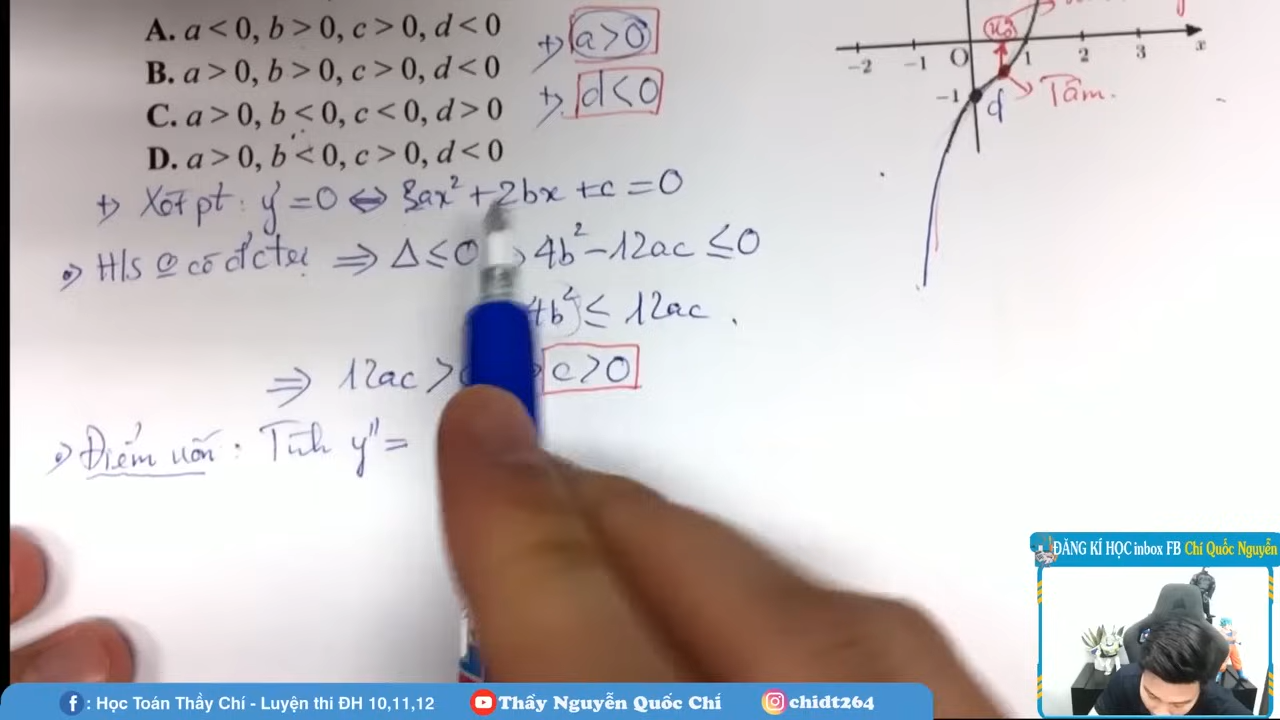 A. a < 0, b > 0, c > 0, d < 0
B. a > 0, b > 0, c > 0, d < 0
C. a > 0, b < 0, c < 0, d > 0
D. a > 0, b < 0, c > 0, d < 0
+) a > 0
+) d < 0
+) Xét pt: y' = 0 ⇔ 3ax² + 2bx + c = 0
•) H/s có đ' ctrị ⇒ Δ ≤ 0 4b² − 12ac ≤ 0
4b² ≤ 12ac .
⇒ 12ac > c > 0
•) Điểm uốn : Tính y'' =
−2 −1 O 1 2 3 x
−1 d Tâm.
ĐĂNG KÍ HỌC inbox FB Chí Quốc Nguyễn
f : Học Toán Thầy Chí - Luyện thi ĐH 10,11,12
Thầy Nguyễn Quốc Chí
chidt264